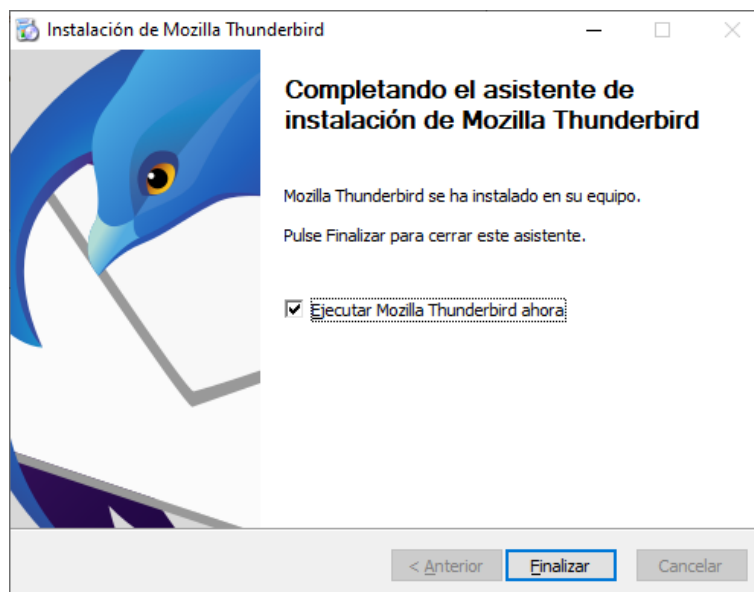 Instalación de Mozilla Thunderbird
Completando el asistente de
instalación de Mozilla Thunderbird
Mozilla Thunderbird se ha instalado en su equipo.
Pulse Finalizar para cerrar este asistente.
Ejecutar Mozilla Thunderbird ahora
< Anterior
Finalizar
Cancelar